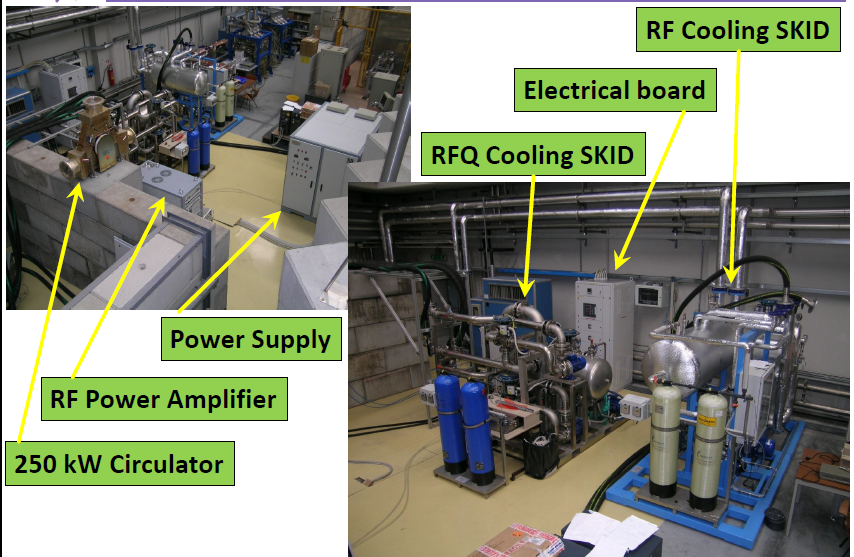 RF Cooling SKID
Electrical board
RFQ Cooling SKID
Power Supply
RF Power Amplifier
250 kW Circulator